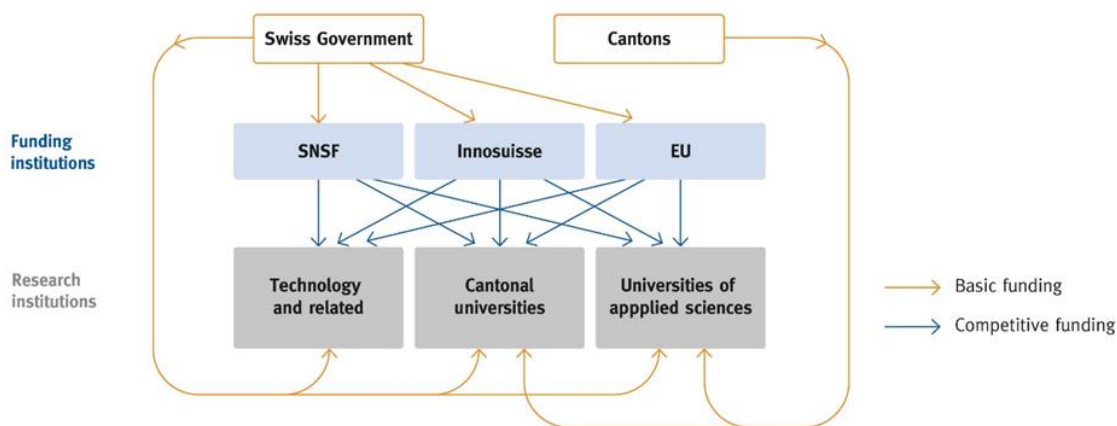 Swiss Government
Cantons
Funding
institutions
SNSF
Innosuisse
EU
Research
institutions
Technology
and related
Cantonal
universities
Universities of
appplied sciences
Basic funding
Competitive funding